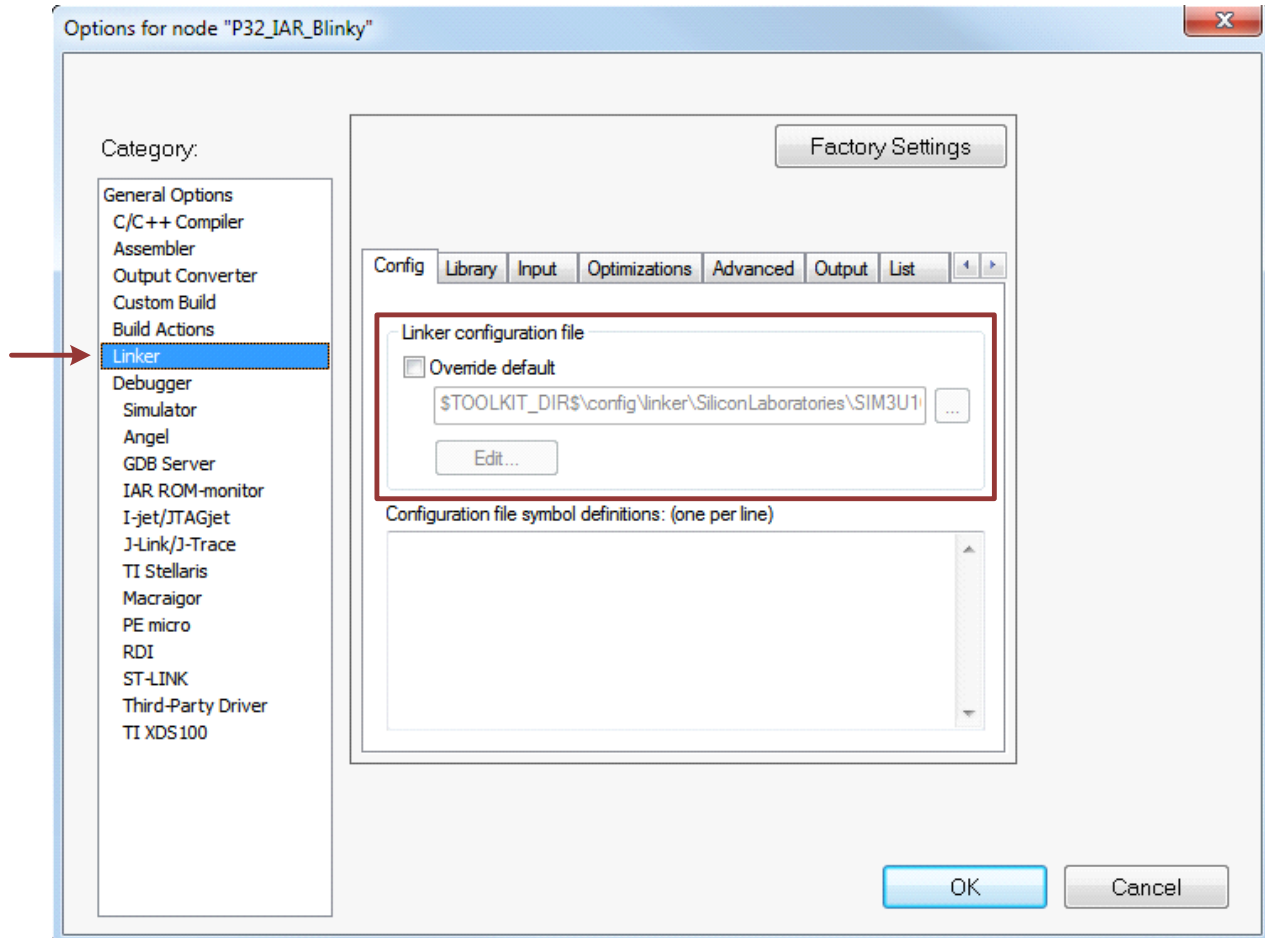 Options for node "P32_IAR_Blinky"
Category:
General Options
C/C++ Compiler
Assembler
Output Converter
Custom Build
Build Actions
Linker
Debugger
Simulator
Angel
GDB Server
IAR ROM-monitor
I-jet/JTAGjet
J-Link/J-Trace
TI Stellaris
Macraigor
PE micro
RDI
ST-LINK
Third-Party Driver
TI XDS100
Factory Settings
Config Library Input Optimizations Advanced Output List
Linker configuration file
Override default
$TOOLKIT_DIR$\config\linker\SiliconLaboratories\SIM3U1
...
Edit...
Configuration file symbol definitions: (one per line)
OK Cancel